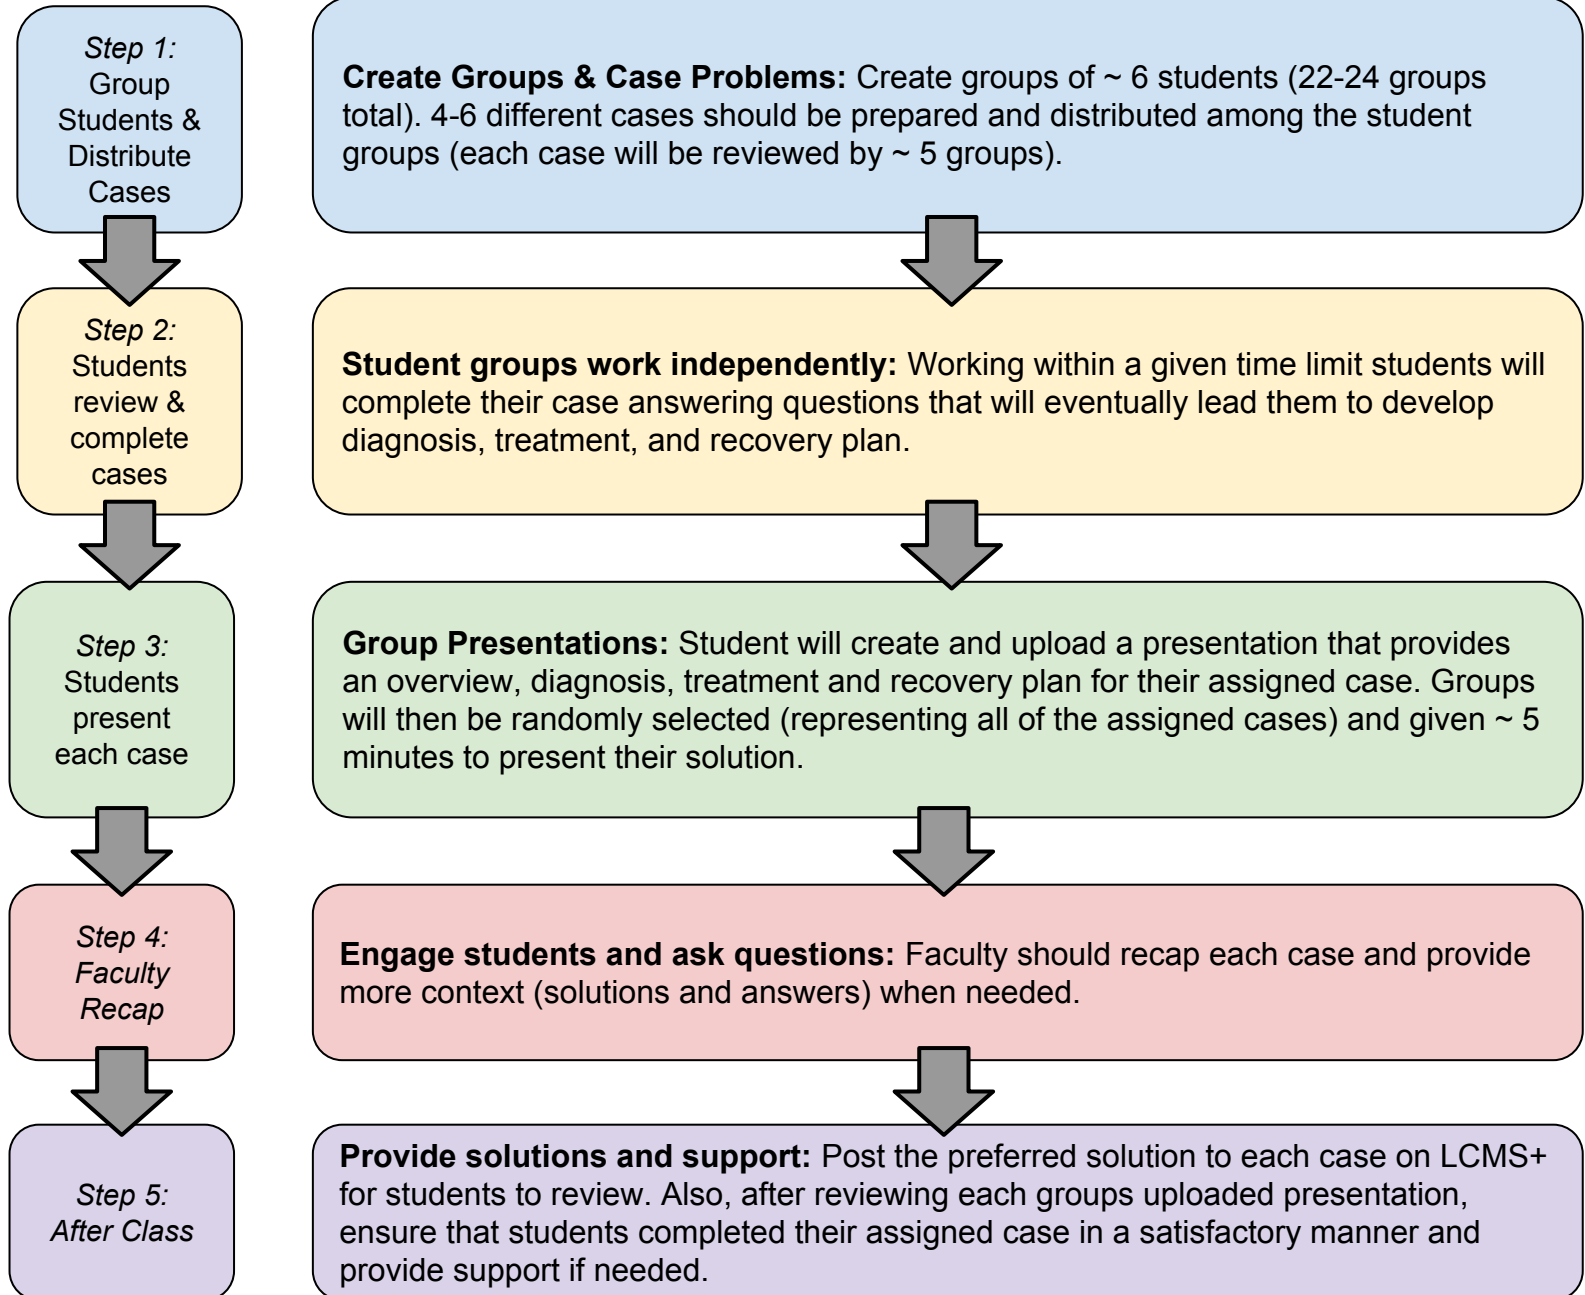 Step 1:
Group
Students &
Distribute
Cases
Create Groups & Case Problems: Create groups of ~ 6 students (22-24 groups
total). 4-6 different cases should be prepared and distributed among the student
groups (each case will be reviewed by ~ 5 groups).
Step 2:
Students
review &
complete
cases
Student groups work independently: Working within a given time limit students will
complete their case answering questions that will eventually lead them to develop
diagnosis, treatment, and recovery plan.
Step 3:
Students
present
each case
Group Presentations: Student will create and upload a presentation that provides
an overview, diagnosis, treatment and recovery plan for their assigned case. Groups
will then be randomly selected (representing all of the assigned cases) and given ~ 5
minutes to present their solution.
Step 4:
Faculty
Recap
Engage students and ask questions: Faculty should recap each case and provide
more context (solutions and answers) when needed.
Step 5:
After Class
Provide solutions and support: Post the preferred solution to each case on LCMS+
for students to review. Also, after reviewing each groups uploaded presentation,
ensure that students completed their assigned case in a satisfactory manner and
provide support if needed.